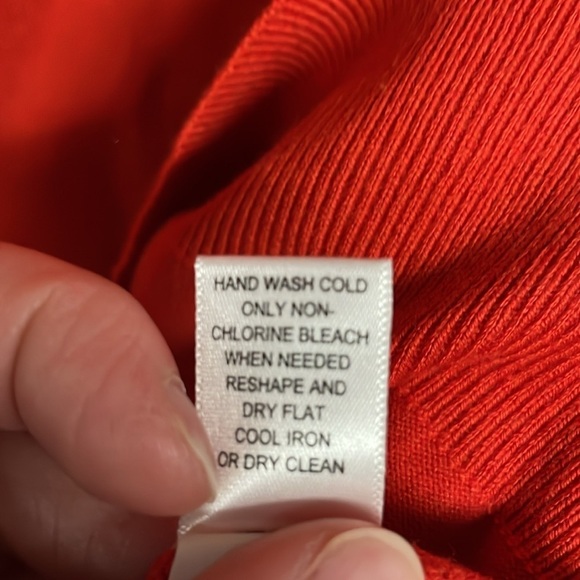 HAND WASH COLD
ONLY NON-
CHLORINE BLEACH
WHEN NEEDED
RESHAPE AND
DRY FLAT
COOL IRON
OR DRY CLEAN